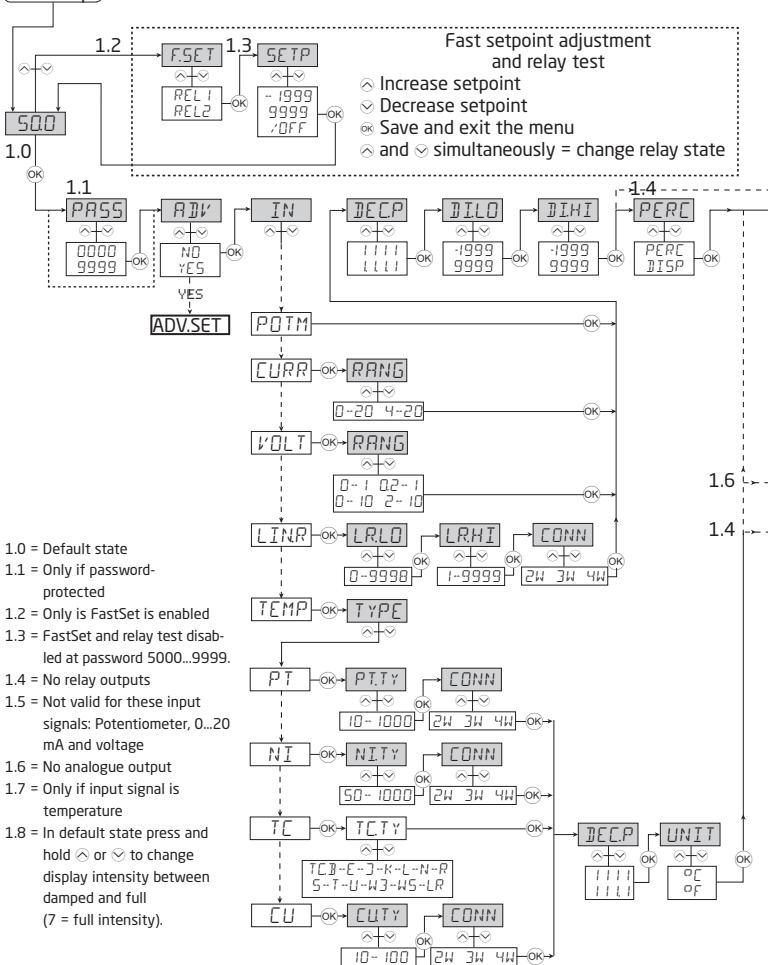 Fast setpoint adjustment
and relay test
Increase setpoint
Decrease setpoint
OK Save and exit the menu
and simultaneously = change relay state
1.2
F.SET
REL1
REL2
OK
1.3
SETP
-1999
9999
/OFF
OK
50.0
1.0
OK
1.1
PASS
0000
9999
OK
ADV
NO
YES
OK
YES
ADV.SET
IN
DEC.P
1111
1.111
OK
DI.LO
-1999
9999
OK
DI.HI
-1999
9999
OK
1.4
PERC
PERC
DISP
OK
POTM
OK
CURR
OK
RANG
0-20 4-20
OK
VOLT
OK
RANG
0-1 0.2-1
0-10 2-10
OK
1.6
1.4
LIN.R
OK
LR.LO
0-9998
OK
LR.HI
1-9999
OK
CONN
2W 3W 4W
OK
TEMP
OK
TYPE
PT
OK
PT.TY
10-1000
OK
CONN
2W 3W 4W
OK
NI
OK
NI.TY
50-1000
OK
CONN
2W 3W 4W
OK
TC
OK
TC.TY
TC.B-E-J-K-L-N-R
S-T-U-W3-W5-LR
OK
CU
OK
CU.TY
10-100
OK
CONN
2W 3W 4W
OK
DEC.P
1111
111.1
OK
UNIT
°C
°F
OK
1.0 = Default state
1.1 = Only if password-
protected
1.2 = Only is FastSet is enabled
1.3 = FastSet and relay test disab-
led at password 5000...9999.
1.4 = No relay outputs
1.5 = Not valid for these input
signals: Potentiometer, 0...20
mA and voltage
1.6 = No analogue output
1.7 = Only if input signal is
temperature
1.8 = In default state press and
hold or to change
display intensity between
damped and full
(7 = full intensity).